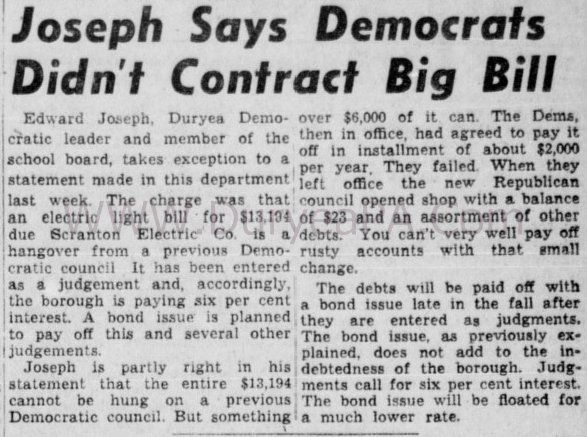 Joseph Says Democrats
Didn't Contract Big Bill
Edward Joseph, Duryea Demo-
cratic leader and member of the
school board, takes exception to a
statement made in this department
last week. The charge was that
an electric light bill for $13,194
due Scranton Electric Co. is a
hangover from a previous Demo-
cratic council. It has been entered
as a judgement and, accordingly,
the borough is paying six per cent
interest. A bond issue is planned
to pay off this and several other
judgements.
Joseph is partly right in his
statement that the entire $13,194
cannot be hung on a previous
Democratic council. But something
over $6,000 of it can. The Dems,
then in office, had agreed to pay it
off in installment of about $2,000
per year. They failed. When they
left office the new Republican
council opened shop with a balance
of $23 and an assortment of other
debts. You can't very well pay off
rusty accounts with that small
change.
The debts will be paid off with
a bond issue late in the fall after
they are entered as judgments.
The bond issue, as previously ex-
plained, does not add to the in-
debtedness of the borough. Judg-
ments call for six per cent interest.
The bond issue will be floated for
a much lower rate.
www.DuryeaPA.com